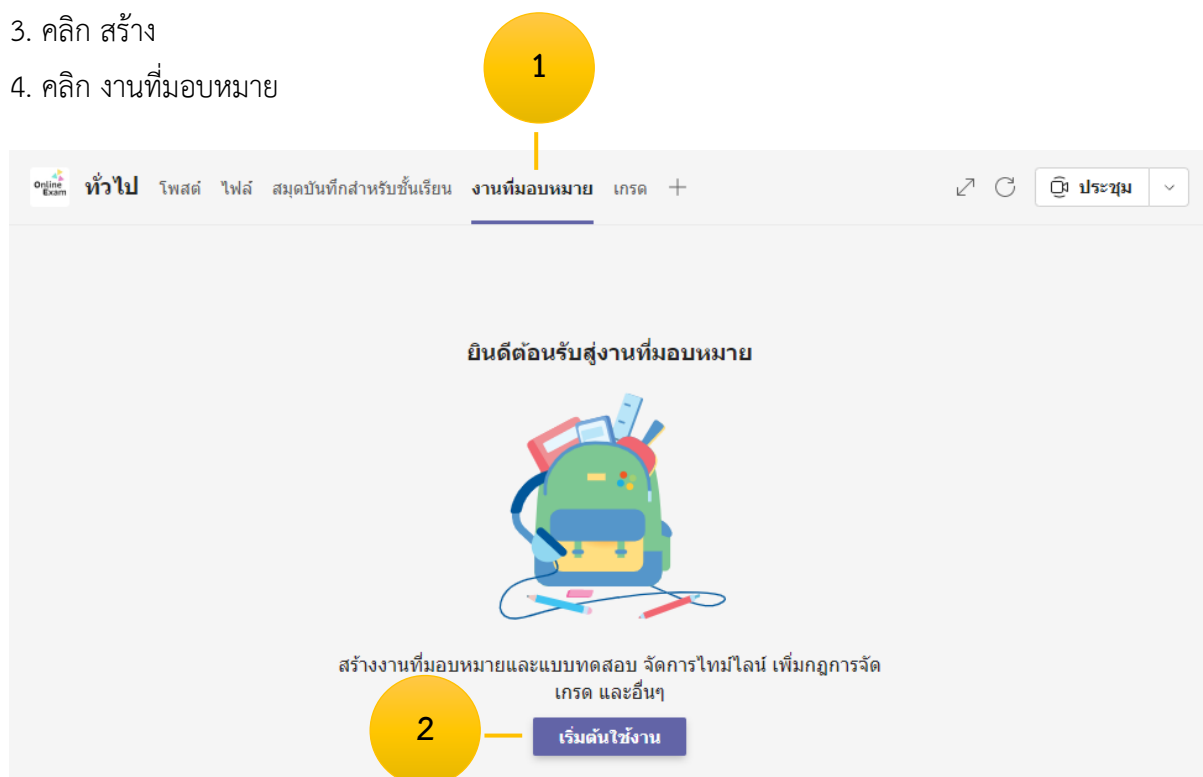 3. คลิก สร้าง
4. คลิก งานที่มอบหมาย
1
Online Exam ทั่วไป โพสต์ ไฟล์ สมุดบันทึกสำหรับชั้นเรียน งานที่มอบหมาย เกรด ประชุม
ยินดีต้อนรับสู่งานที่มอบหมาย
สร้างงานที่มอบหมายและแบบทดสอบ จัดการไทม์ไลน์ เพิ่มกฎการจัด
เกรด และอื่นๆ
2
เริ่มต้นใช้งาน